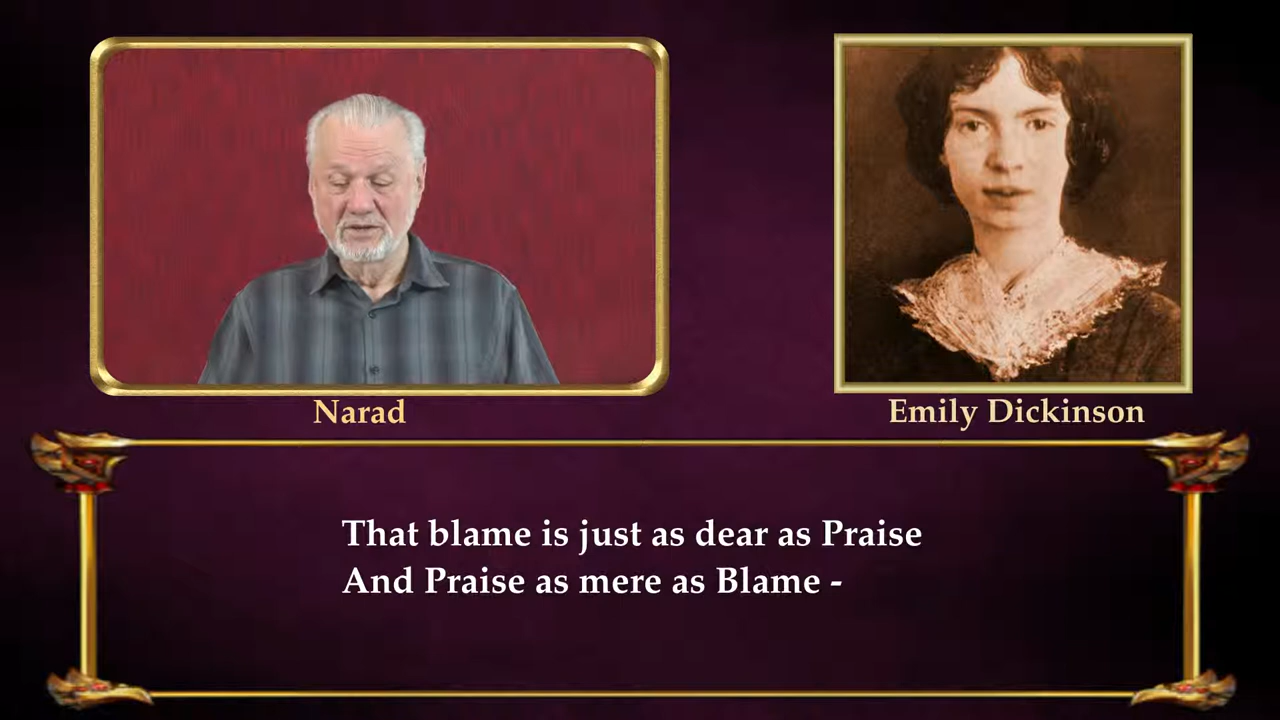 Narad
Emily Dickinson
That blame is just as dear as Praise
And Praise as mere as Blame -